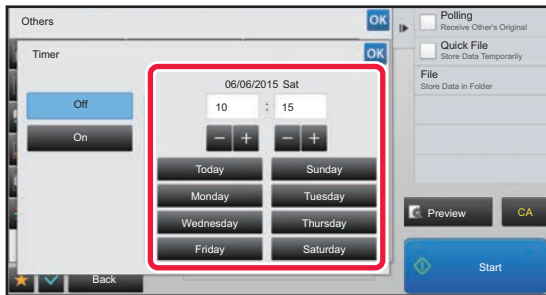 Others
OK
Timer
OK
Off
On
06/06/2015 Sat
10 : 15
Today
Sunday
Monday
Tuesday
Wednesday
Thursday
Friday
Saturday
Back
Polling
Receive Other's Original
Quick File
Store Data Temporarily
File
Store Data in Folder
Preview
CA
Start